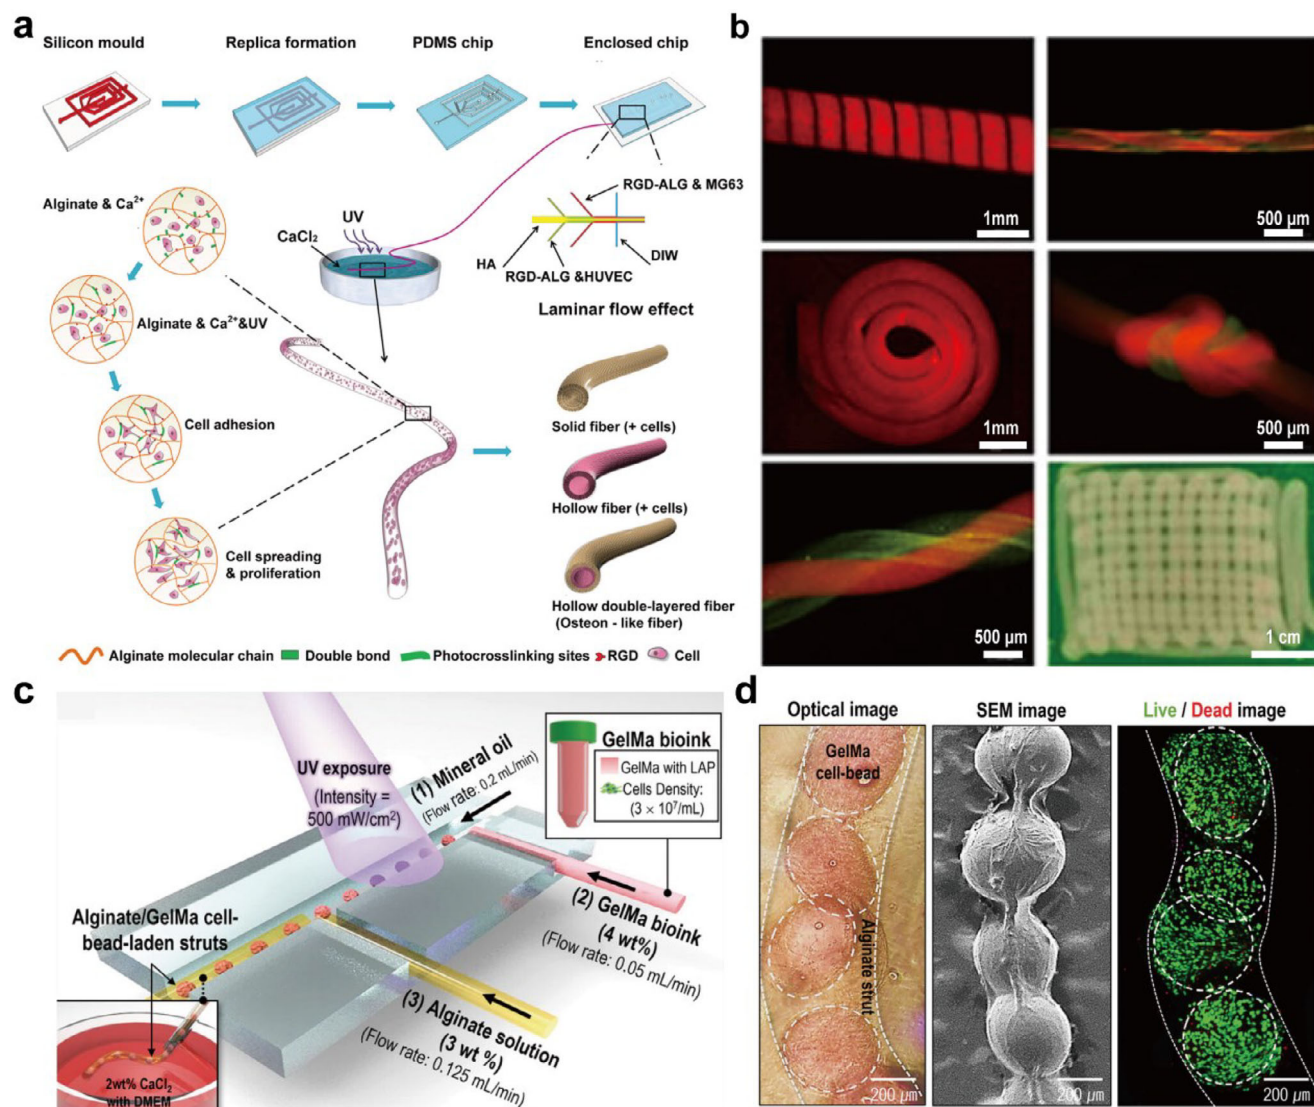 a
Silicon mould
Replica formation
PDMS chip
Enclosed chip
Alginate & Ca²⁺
UV
CaCl₂
RGD-ALG & MG63
HA
DIW
RGD-ALG &HUVEC
Alginate & Ca²⁺&UV
Laminar flow effect
Cell adhesion
Solid fiber (+ cells)
Hollow fiber (+ cells)
Cell spreading
& proliferation
Hollow double-layered fiber
(Osteon - like fiber)
Alginate molecular chain
Double bond
Photocrosslinking sites
RGD
Cell
b
1mm
500 µm
1mm
500 µm
500 µm
1 cm
c
UV exposure
(Intensity =
500 mW/cm²)
(1) Mineral oil
(Flow rate: 0.2 mL/min)
GelMa bioink
GelMa with LAP
Cells Density:
(3 × 10⁷/mL)
(2) GelMa bioink
(4 wt%)
(Flow rate: 0.05 mL/min)
Alginate/GelMa cell-
bead-laden struts
(3) Alginate solution
(3 wt %)
(Flow rate: 0.125 mL/min)
2wt% CaCl₂
with DMEM
d
Optical image
SEM image
Live / Dead image
GelMa
cell-bead
Alginate strut
200 µm
200 µm
200 µm